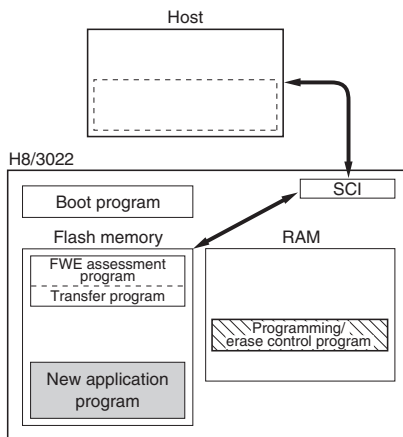 Host
H8/3022
SCI
Boot program
Flash memory
RAM
FWE assessment
program
Transfer program
Programming/
erase control program
New application
program